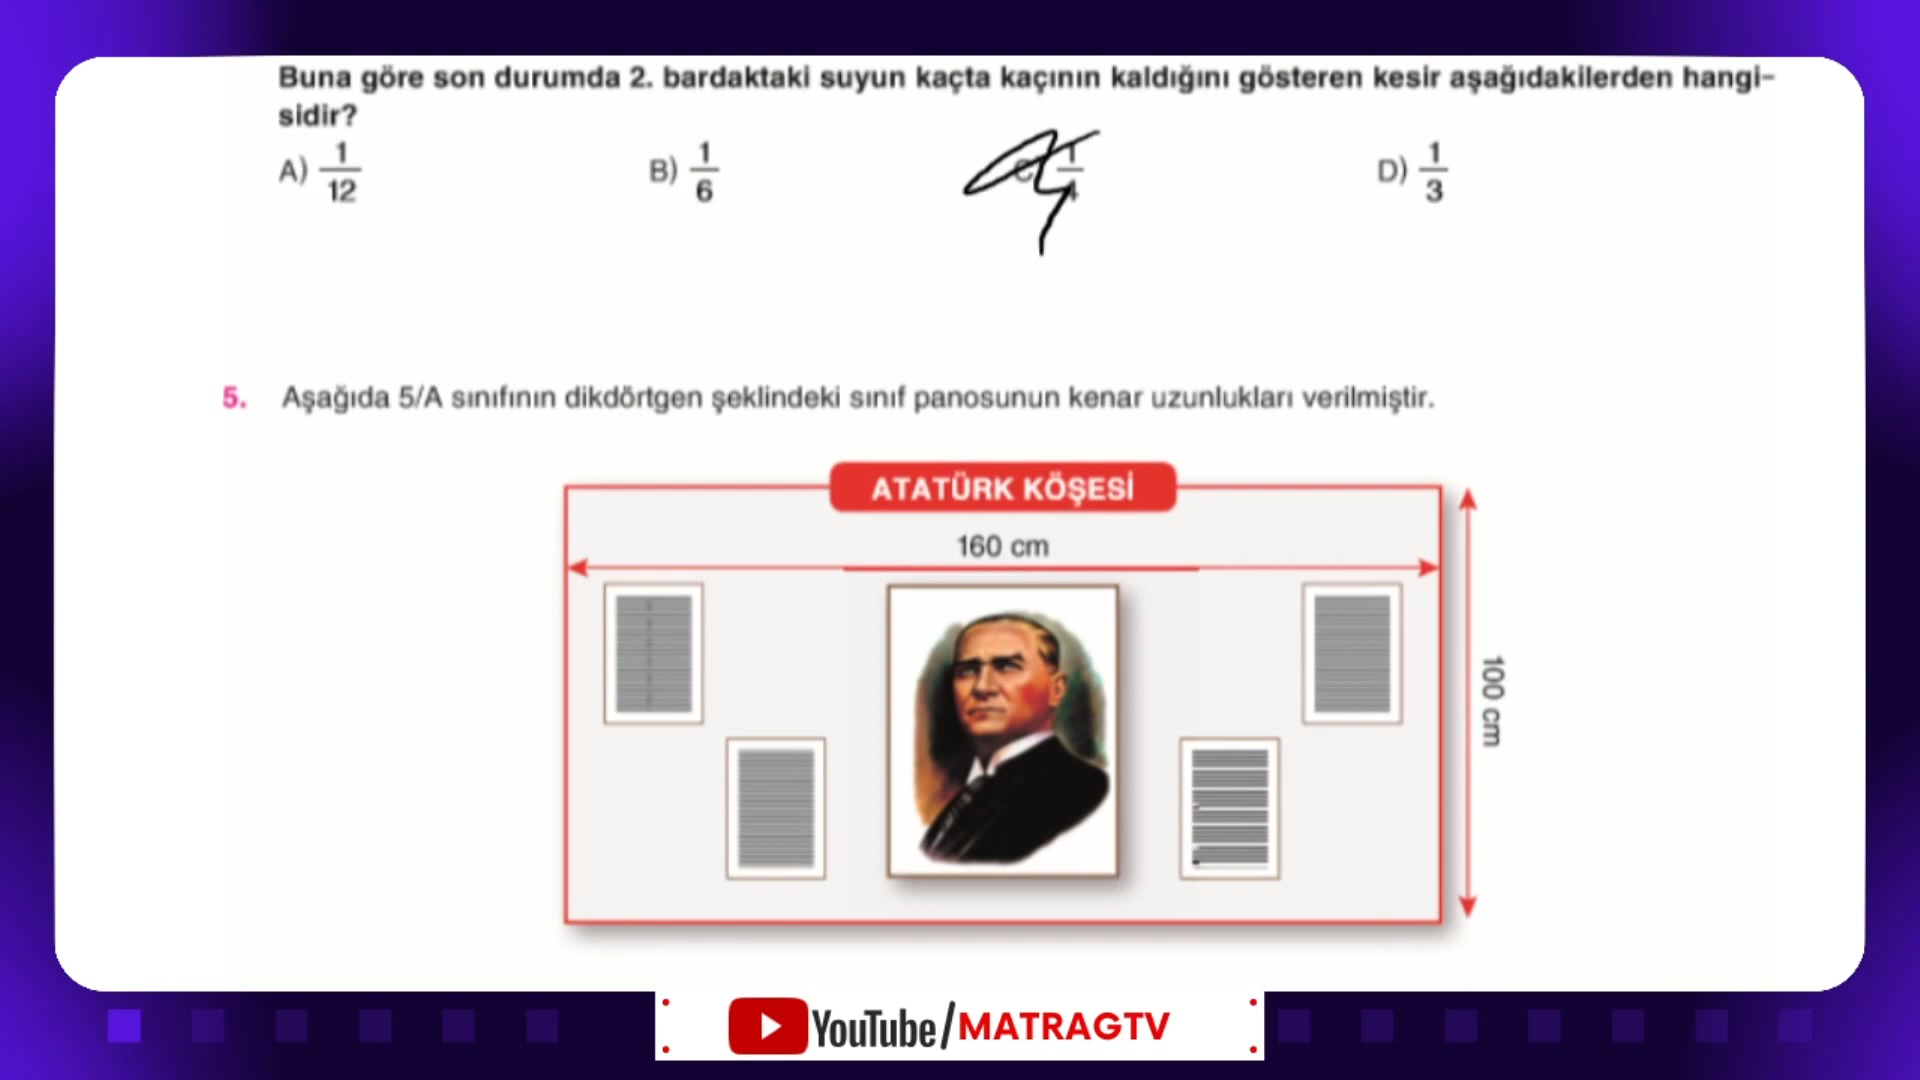 Buna göre son durumda 2. bardaktaki suyun kaçta kaçının kaldığını gösteren kesir aşağıdakilerden hangi-
sidir?
A) 1/12 B) 1/6 C) 1/4 D) 1/3
5. Aşağıda 5/A sınıfının dikdörtgen şeklindeki sınıf panosunun kenar uzunlukları verilmiştir.
ATATÜRK KÖŞESİ
160 cm
100 cm
YouTube/MATRAGTV